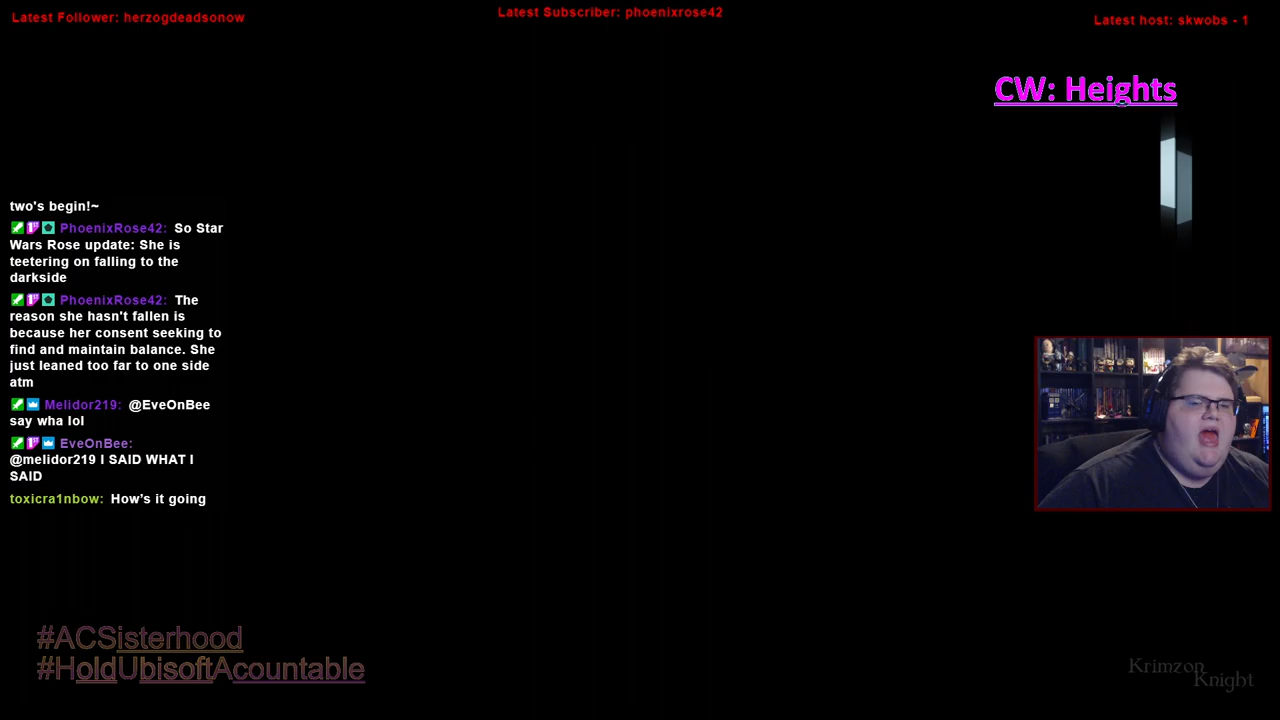 Latest Follower: herzogdeadsonow
Latest Subscriber: phoenixrose42
Latest host: skwobs - 1
CW: Heights
two's begin!~
PhoenixRose42: So Star
Wars Rose update: She is
teetering on falling to the
darkside
PhoenixRose42: The
reason she hasn't fallen is
because her consent seeking to
find and maintain balance. She
just leaned too far to one side
atm
Melidor219: @EveOnBee
say wha lol
EveOnBee:
@melidor219 I SAID WHAT I
SAID
toxicra1nbow: How's it going
#ACSisterhood
#HoldUbisoftAcountable
Krimzon
Knight